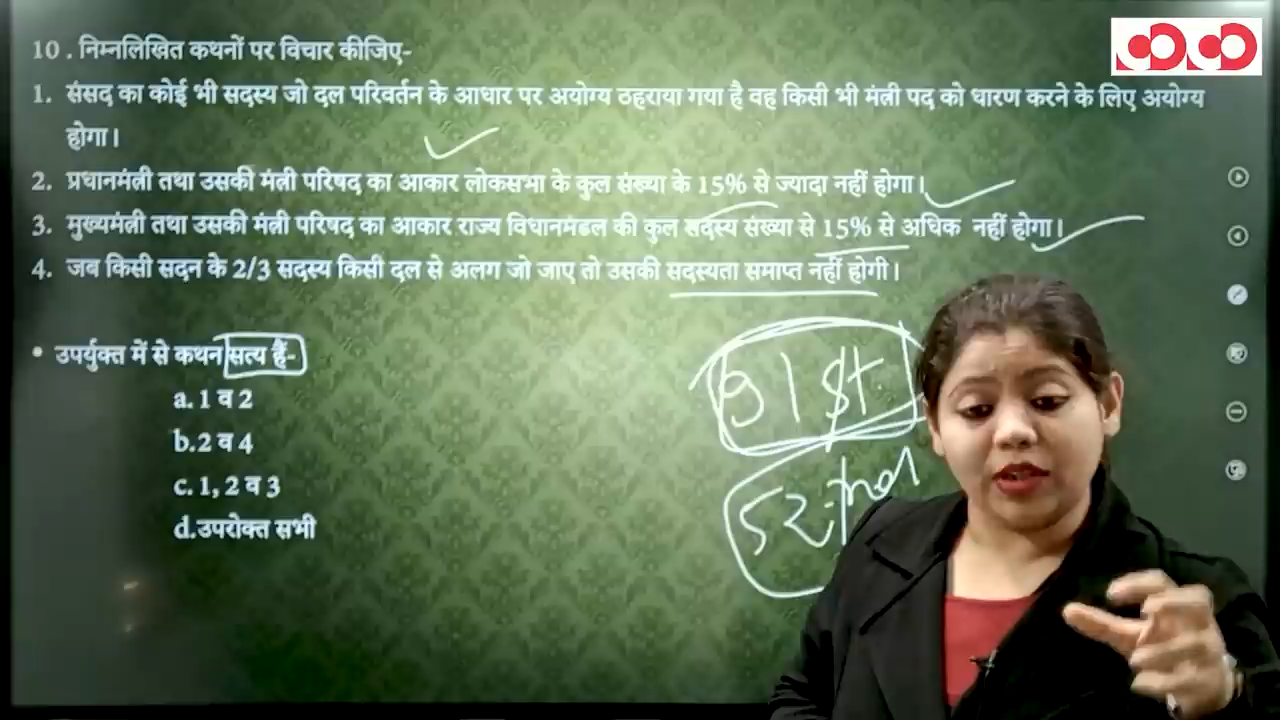 10 . निम्नलिखित कथनों पर विचार कीजिए-
1. संसद का कोई भी सदस्य जो दल परिवर्तन के आधार पर अयोग्य ठहराया गया है वह किसी भी मंत्री पद को धारण करने के लिए अयोग्य
होगा।
2. प्रधानमंत्री तथा उसकी मंत्री परिषद का आकार लोकसभा के कुल संख्या के 15% से ज्यादा नहीं होगा।
3. मुख्यमंत्री तथा उसकी मंत्री परिषद का आकार राज्य विधानमंडल की कुल सदस्य संख्या से 15% से अधिक नहीं होगा।
4. जब किसी सदन के 2/3 सदस्य किसी दल से अलग जो जाए तो उसकी सदस्यता समाप्त नहीं होगी।
• उपर्युक्त में से कथन सत्य हैं-
a. 1 व 2
b.2 व 4
91st
c. 1, 2 व 3
52
d.उपरोक्त सभी